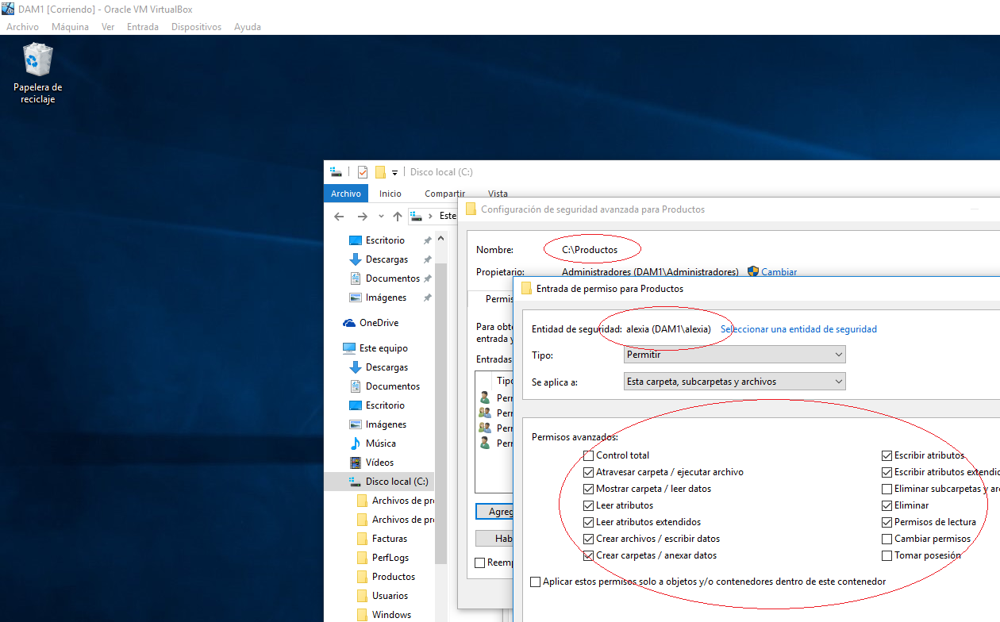 DAM1 [Corriendo] - Oracle VM VirtualBox
Archivo Máquina Ver Entrada Dispositivos Ayuda
Papelera de
reciclaje
Disco local (C:)
Archivo Inicio Compartir Vista
Este
Escritorio
Descargas
Documentos
Imágenes
OneDrive
Este equipo
Descargas
Documentos
Escritorio
Imágenes
Música
Vídeos
Disco local (C:)
Archivos de pr
Archivos de pr
Facturas
PerfLogs
Productos
Usuarios
Windows
Configuración de seguridad avanzada para Productos
Nombre: C:\Productos
Propietario: Administradores (DAM1\Administradores) Cambiar
Permis
Para obt
entrada y
Entradas
Tipo
Perr
Perr
Perr
Perr
Agreg
Hab
Reemp
Entrada de permiso para Productos
Entidad de seguridad: alexia (DAM1\alexia) Seleccionar una entidad de seguridad
Tipo: Permitir
Se aplica a: Esta carpeta, subcarpetas y archivos
Permisos avanzados:
Control total Escribir atributos
Atravesar carpeta / ejecutar archivo Escribir atributos extendid
Mostrar carpeta / leer datos Eliminar subcarpetas y ar
Leer atributos Eliminar
Leer atributos extendidos Permisos de lectura
Crear archivos / escribir datos Cambiar permisos
Crear carpetas / anexar datos Tomar posesión
Aplicar estos permisos solo a objetos y/o contenedores dentro de este contenedor